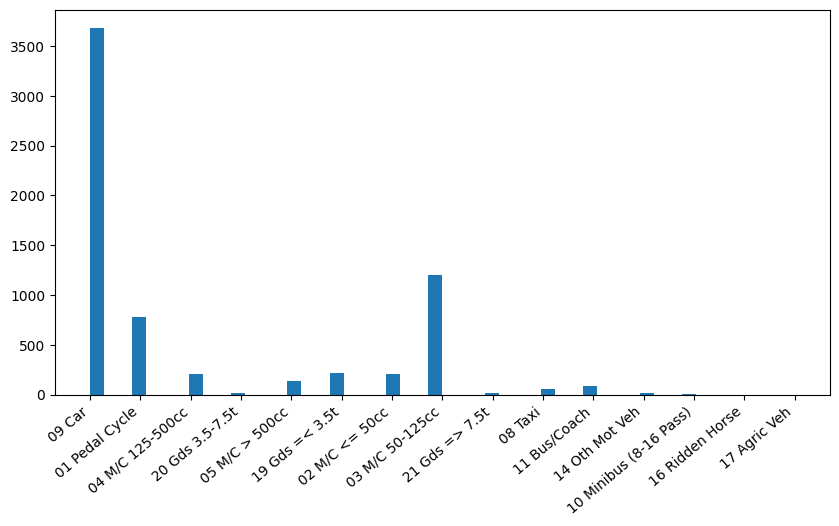 3500
3000
2500
2000
1500
1000
500
0
09 Car
01 Pedal Cycle
04 M/C 125-500cc
20 Gds 3.5-7.5t
05 M/C > 500cc
19 Gds =< 3.5t
02 M/C <= 50cc
03 M/C 50-125cc
21 Gds => 7.5t
08 Taxi
11 Bus/Coach
14 Oth Mot Veh
10 Minibus (8-16 Pass)
16 Ridden Horse
17 Agric Veh